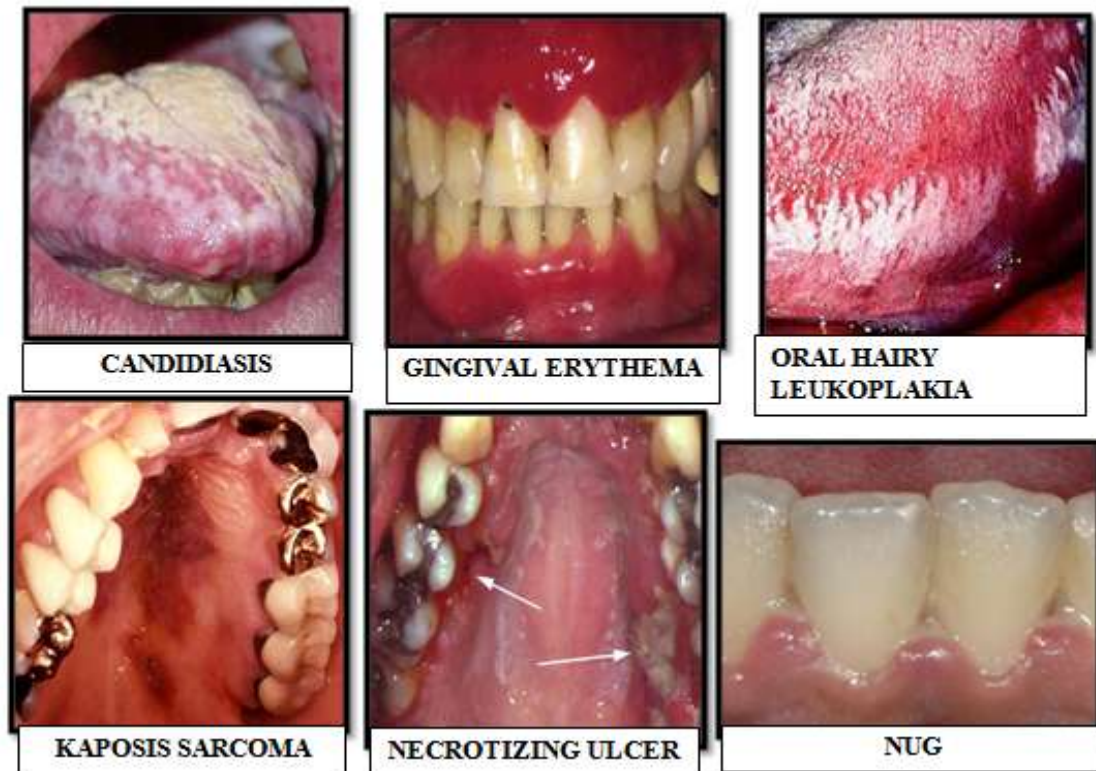 CANDIDIASIS
GINGIVAL ERYTHEMA
ORAL HAIRY
LEUKOPLAKIA
KAPOSIS SARCOMA
NECROTIZING ULCER
NUG